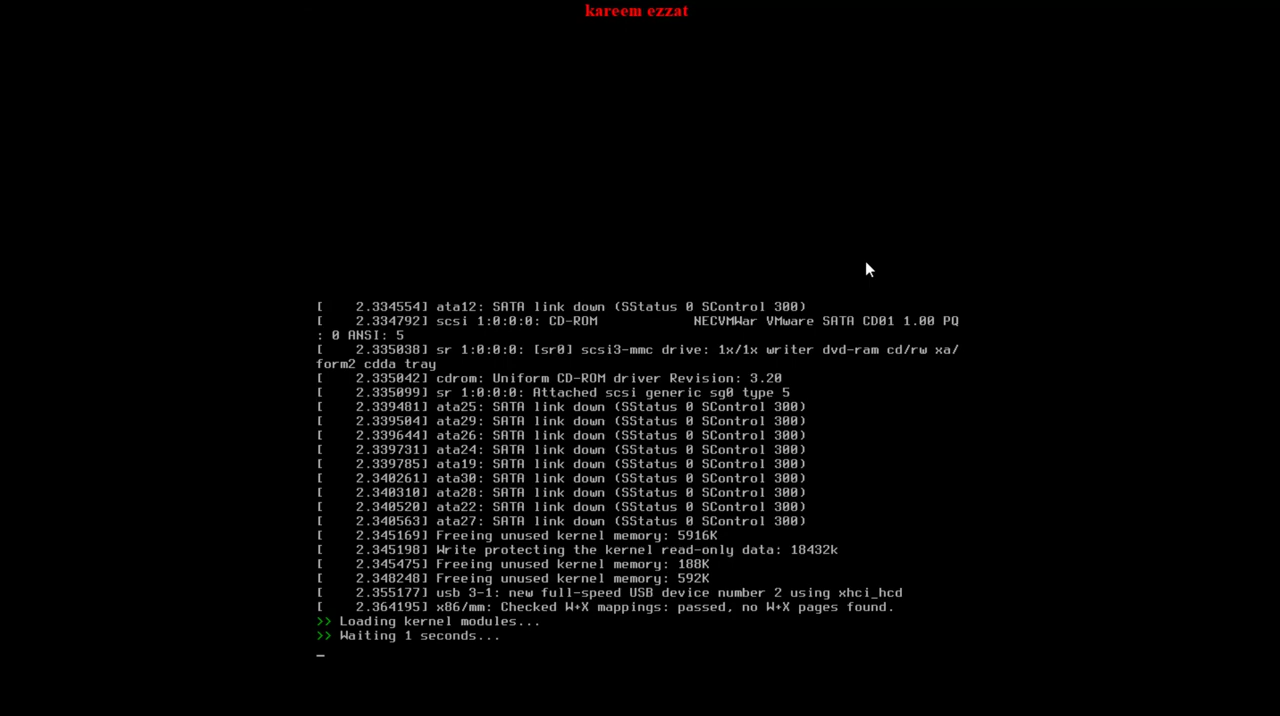 kareem ezzat
[    2.334554] ata12: SATA link down (SStatus 0 SControl 300)
[    2.334792] scsi 1:0:0:0: CD-ROM            NECVMWar VMware SATA CD01 1.00 PQ
: 0 ANSI: 5
[    2.335038] sr 1:0:0:0: [sr0] scsi3-mmc drive: 1x/1x writer dvd-ram cd/rw xa/
form2 cdda tray
[    2.335042] cdrom: Uniform CD-ROM driver Revision: 3.20
[    2.335099] sr 1:0:0:0: Attached scsi generic sg0 type 5
[    2.339481] ata25: SATA link down (SStatus 0 SControl 300)
[    2.339504] ata29: SATA link down (SStatus 0 SControl 300)
[    2.339644] ata26: SATA link down (SStatus 0 SControl 300)
[    2.339731] ata24: SATA link down (SStatus 0 SControl 300)
[    2.339785] ata19: SATA link down (SStatus 0 SControl 300)
[    2.340261] ata30: SATA link down (SStatus 0 SControl 300)
[    2.340310] ata28: SATA link down (SStatus 0 SControl 300)
[    2.340520] ata22: SATA link down (SStatus 0 SControl 300)
[    2.340563] ata27: SATA link down (SStatus 0 SControl 300)
[    2.345169] Freeing unused kernel memory: 5916K
[    2.345198] Write protecting the kernel read-only data: 18432k
[    2.345475] Freeing unused kernel memory: 188K
[    2.348248] Freeing unused kernel memory: 592K
[    2.355177] usb 3-1: new full-speed USB device number 2 using xhci_hcd
[    2.364195] x86/mm: Checked W+X mappings: passed, no W+X pages found.
>> Loading kernel modules...
>> Waiting 1 seconds...
_